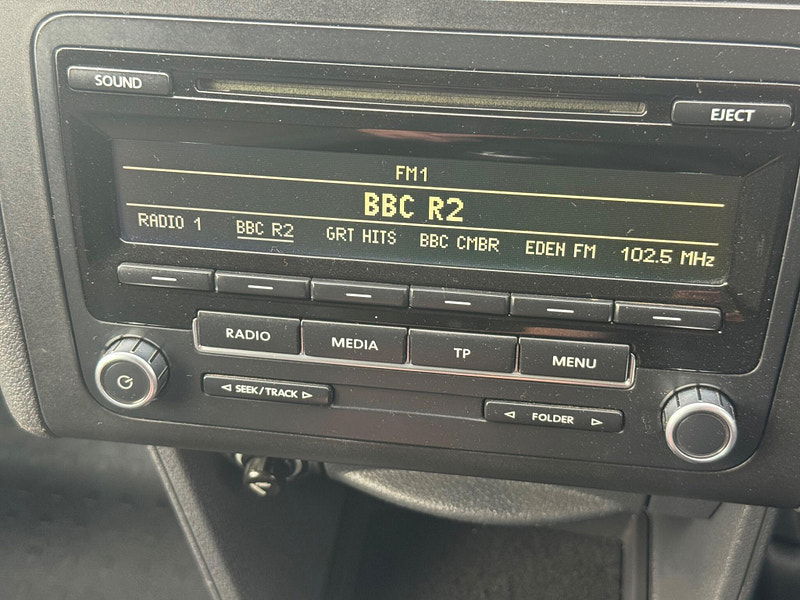 SOUND
EJECT
FM1
BBC R2
RADIO 1 BBC R2 GRT HITS BBC CMBR EDEN FM 102.5 MHz
RADIO MEDIA TP MENU
SEEK/TRACK
FOLDER